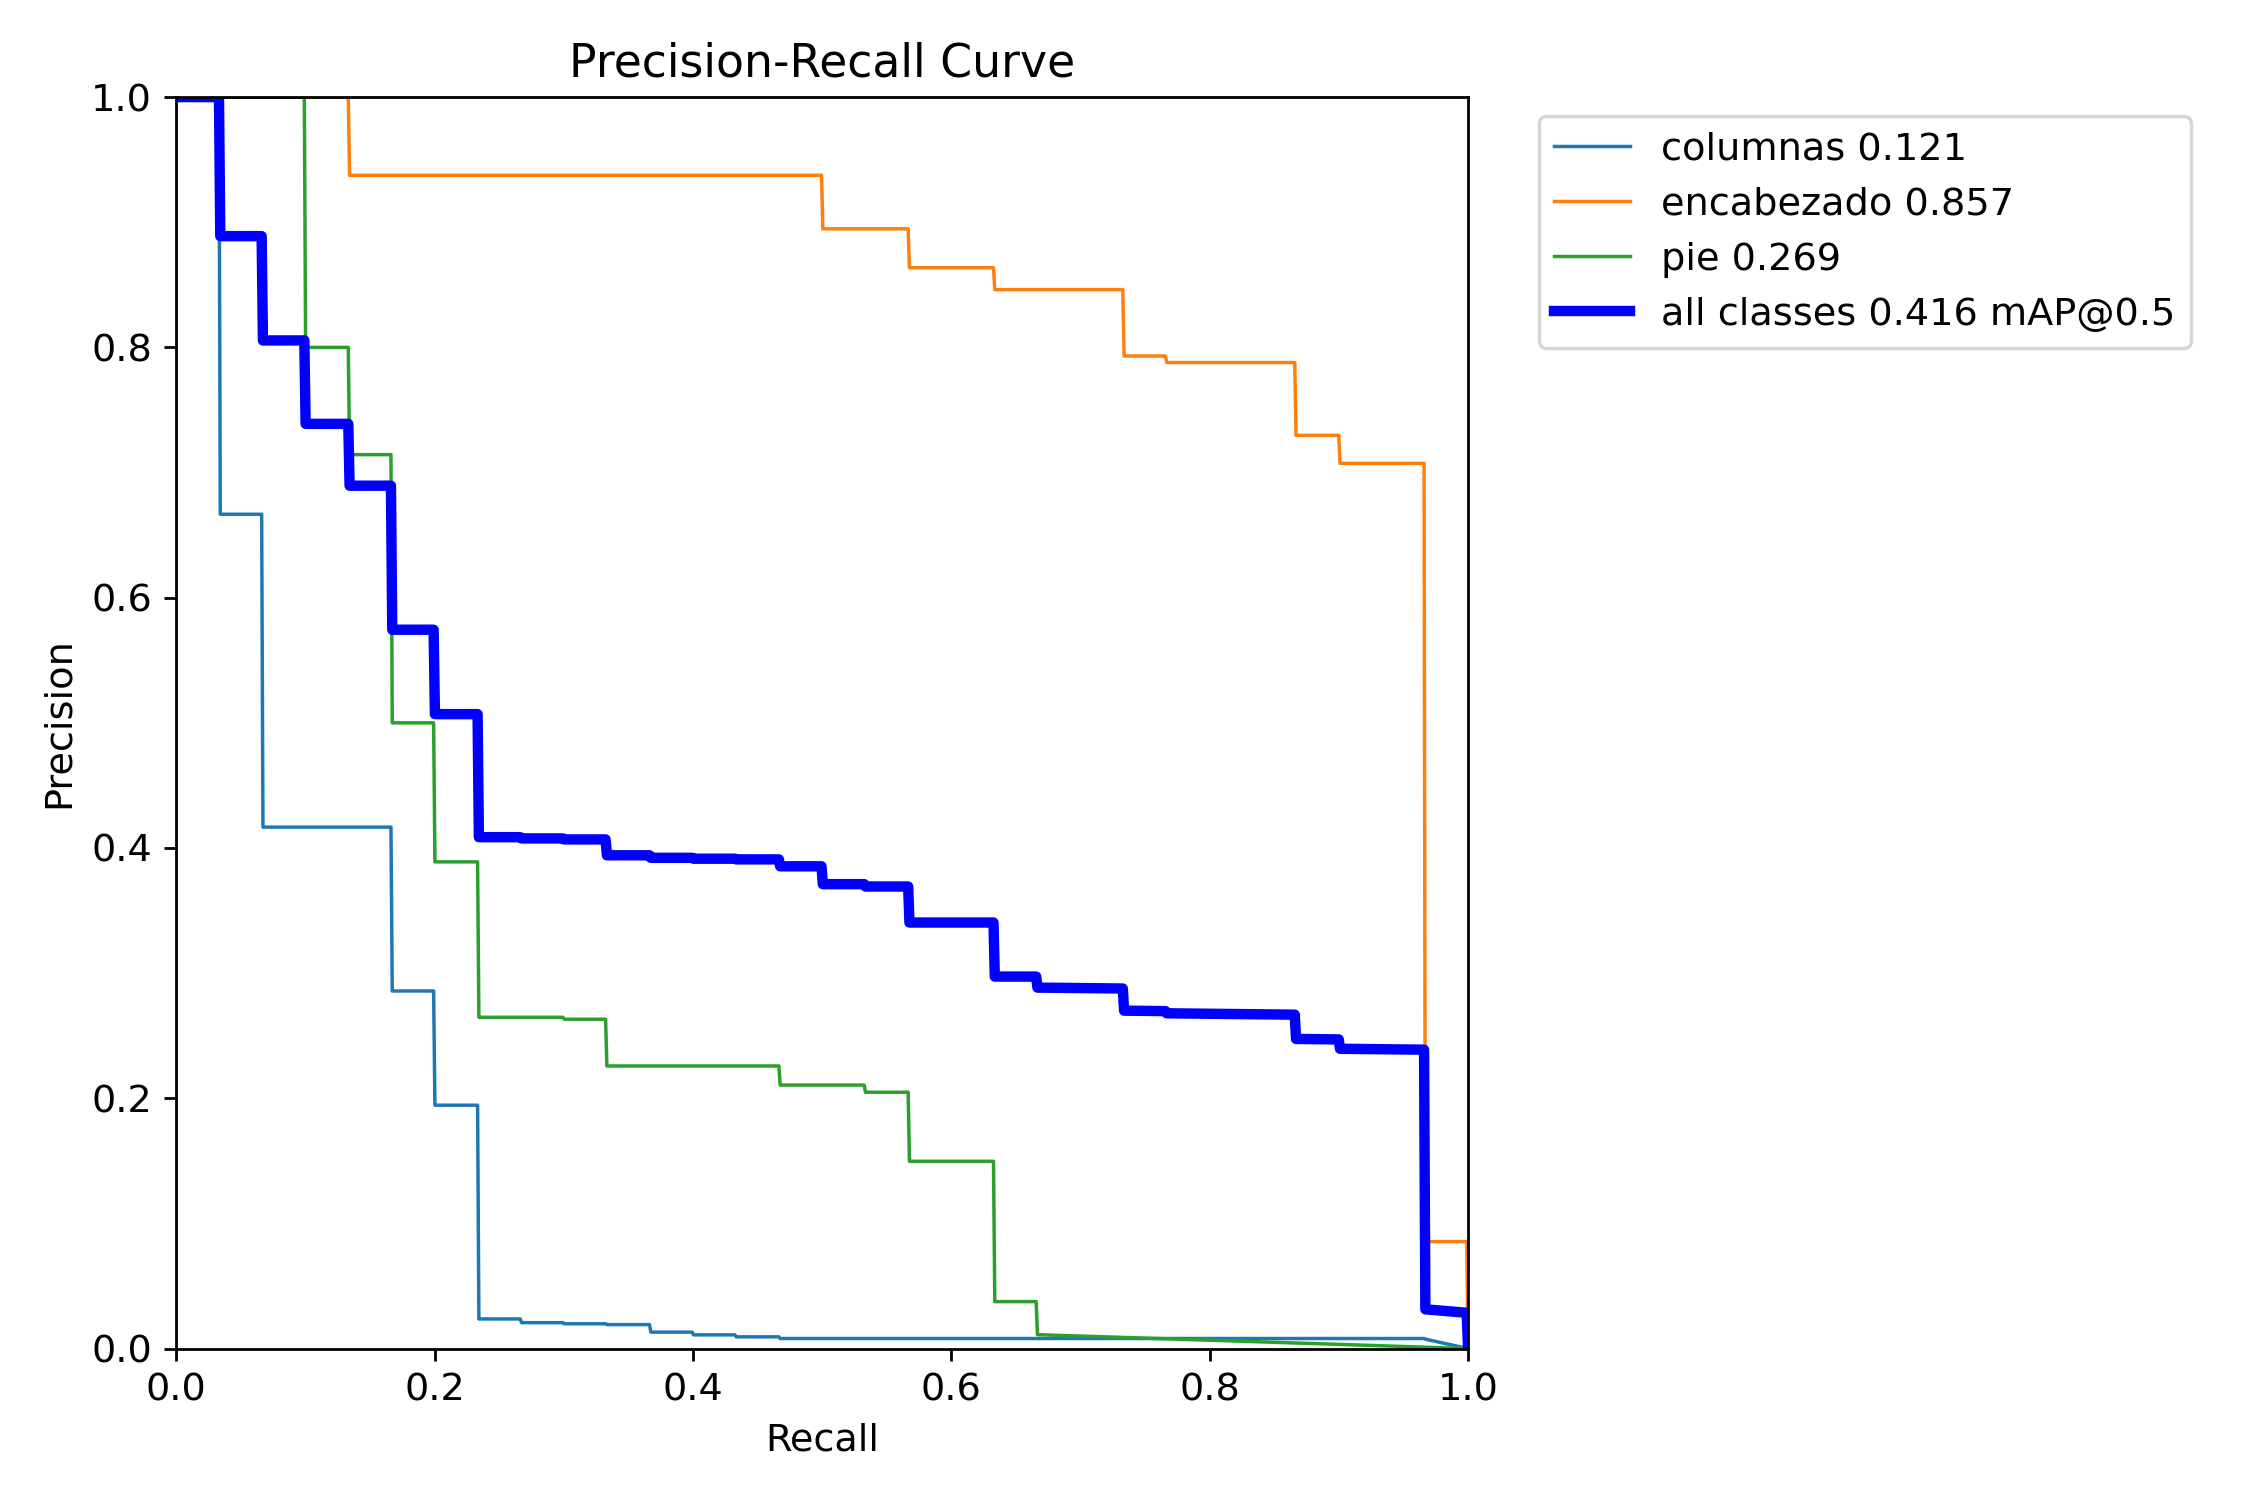 Precision-Recall Curve
1.0
0.8
0.6
0.4
0.2
0.0
Precision
0.0 0.2 0.4 0.6 0.8 1.0
Recall
columnas 0.121
encabezado 0.857
pie 0.269
all classes 0.416 mAP@0.5